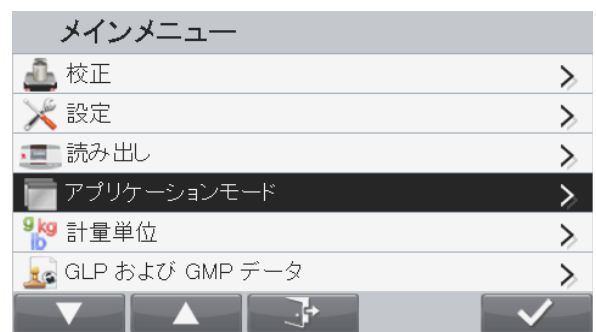 メインメニュー
校正
設定
読み出し
アプリケーションモード
g kg lb 計量単位
GLP および GMP データ